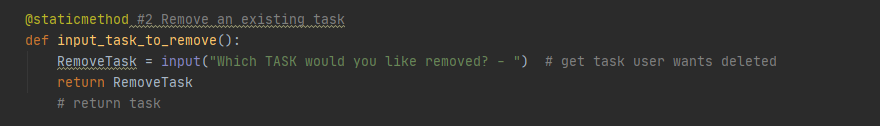 @staticmethod #2 Remove an existing task
def input_task_to_remove():
    RemoveTask = input("Which TASK would you like removed? - ")  # get task user wants deleted
    return RemoveTask
    # return task